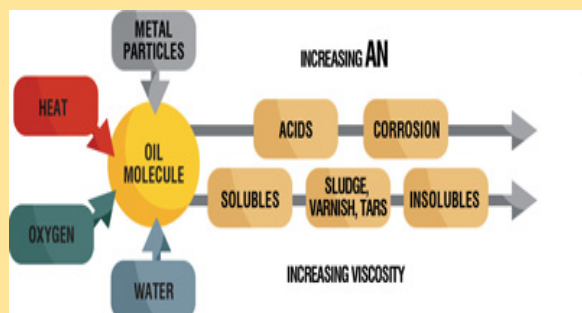 METAL
PARTICLES
INCREASING AN
HEAT
ACIDS
CORROSION
OIL
MOLECULE
SOLUBLES
SLUDGE,
VARNISH, TARS
INSOLUBLES
OXYGEN
WATER
INCREASING VISCOSITY